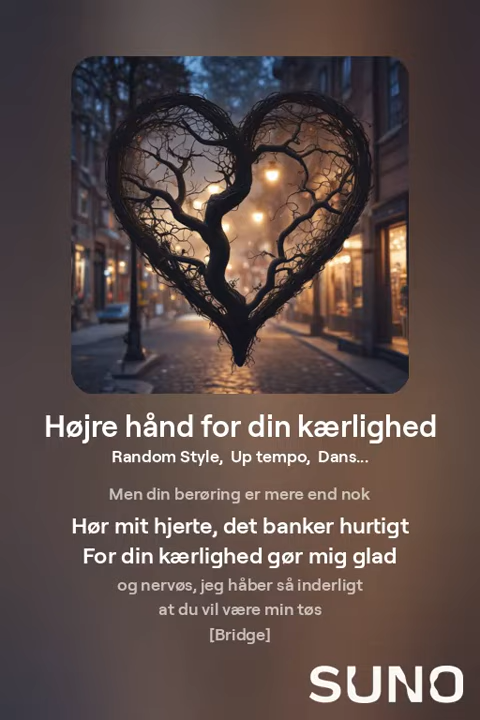 Højre hånd for din kærlighed
Random Style, Up tempo, Dans...
Men din berøring er mere end nok
Hør mit hjerte, det banker hurtigt
For din kærlighed gør mig glad
og nervøs, jeg håber så inderligt
at du vil være min tøs
[Bridge]
SUNO